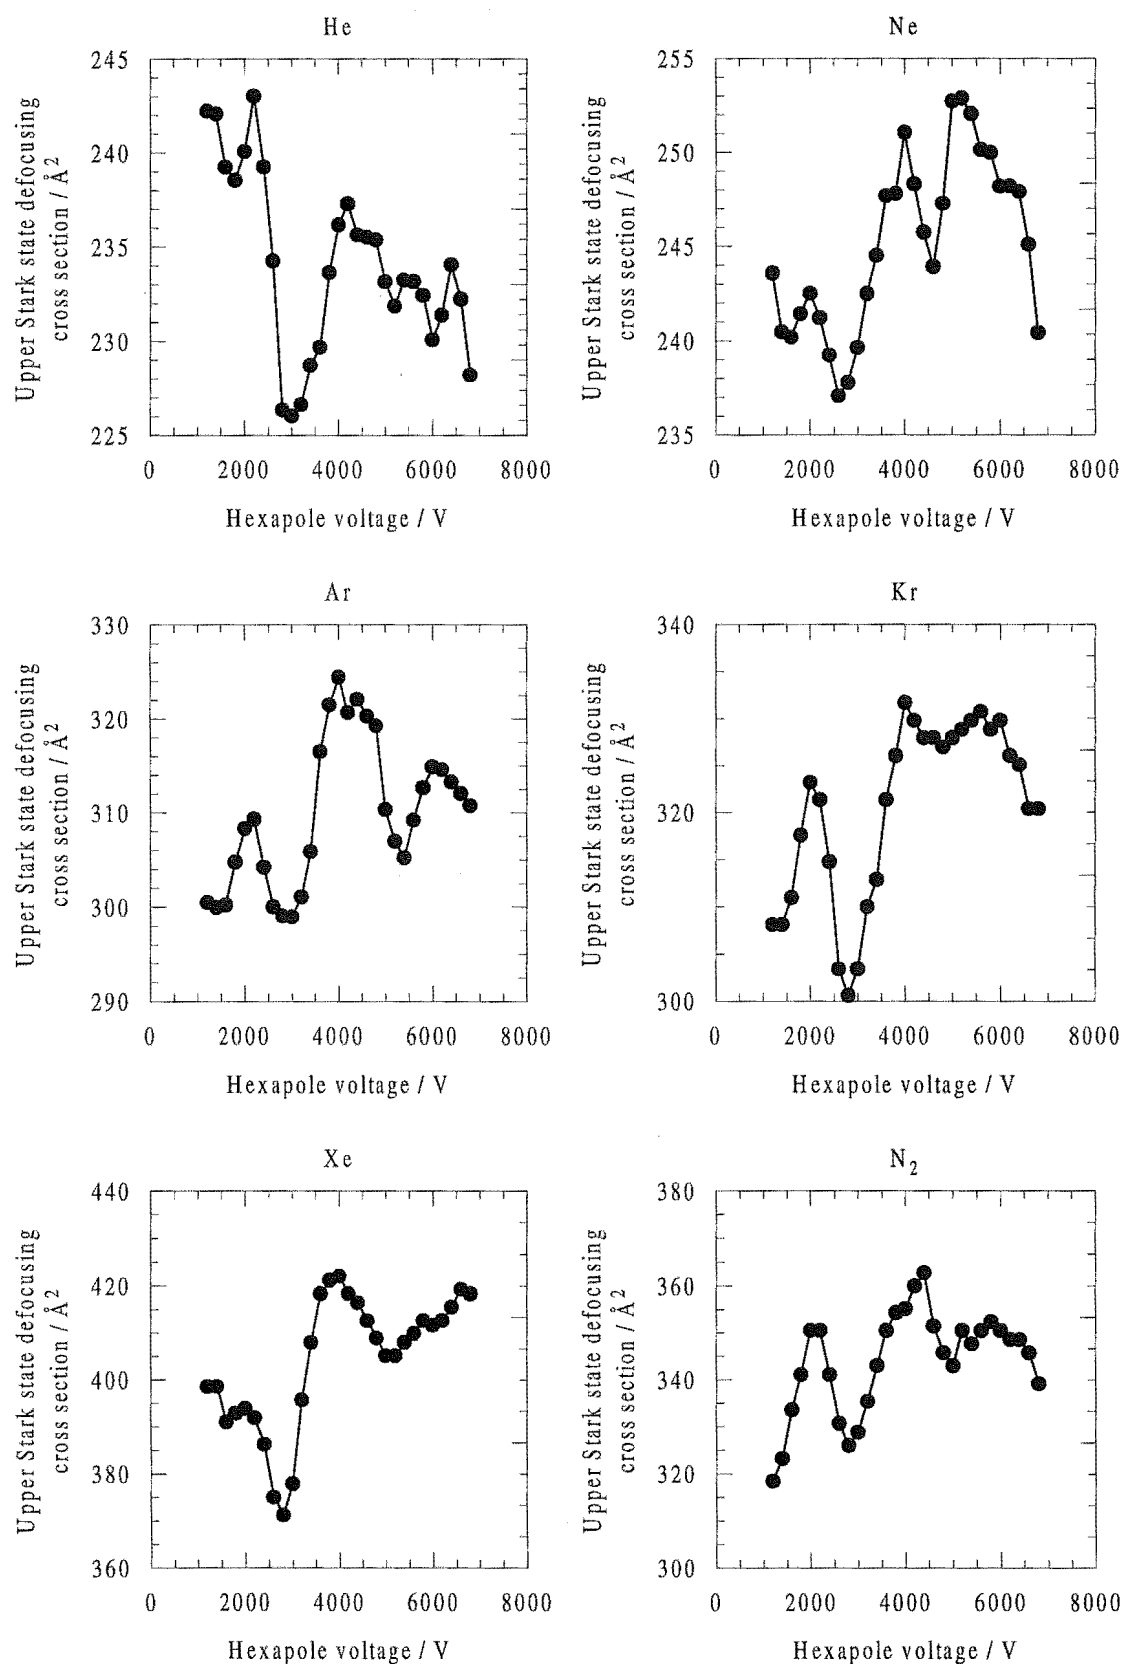 He
Upper Stark state defocusing
cross section / Å²
245
240
235
230
225
0 2000 4000 6000 8000
Hexapole voltage / V
Ne
Upper Stark state defocusing
cross section / Å²
255
250
245
240
235
0 2000 4000 6000 8000
Hexapole voltage / V
Ar
Upper Stark state defocusing
cross section / Å²
330
320
310
300
290
0 2000 4000 6000 8000
Hexapole voltage / V
Kr
Upper Stark state defocusing
cross section / Å²
340
320
300
0 2000 4000 6000 8000
Hexapole voltage / V
Xe
Upper Stark state defocusing
cross section / Å²
440
420
400
380
360
0 2000 4000 6000 8000
Hexapole voltage / V
N₂
Upper Stark state defocusing
cross section / Å²
380
360
340
320
300
0 2000 4000 6000 8000
Hexapole voltage / V